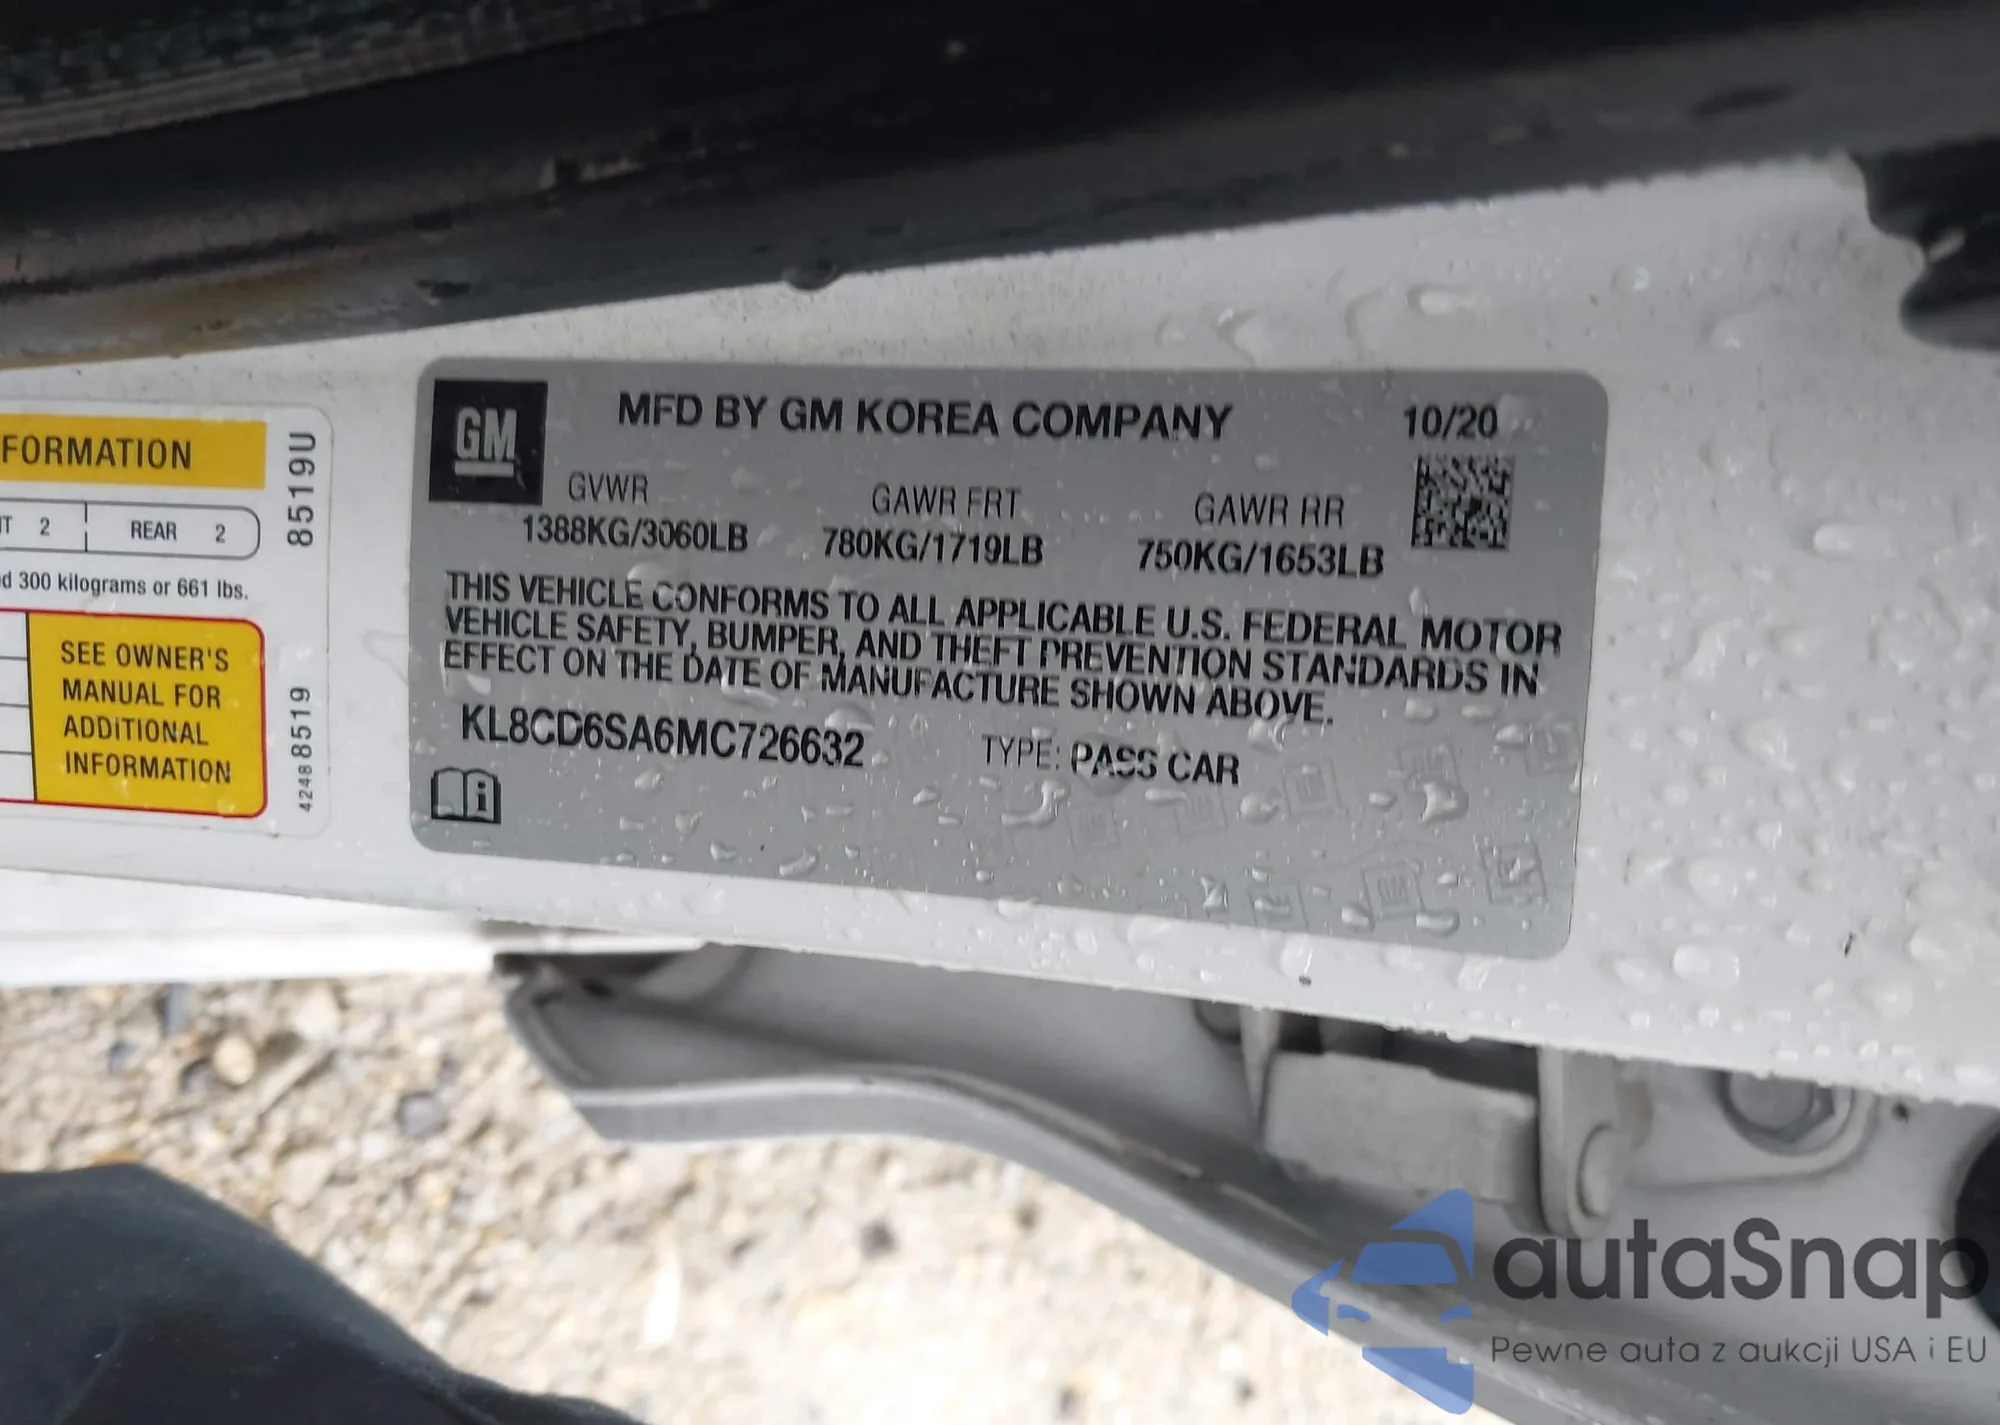 FORMATION
T 2
REAR 2
d 300 kilograms or 661 lbs.
SEE OWNER'S
MANUAL FOR
ADDITIONAL
INFORMATION
8519U
42488519
GM
MFD BY GM KOREA COMPANY 10/20
GVWR GAWR FRT GAWR RR
1388KG/3060LB 780KG/1719LB 750KG/1653LB
THIS VEHICLE CONFORMS TO ALL APPLICABLE U.S. FEDERAL MOTOR
VEHICLE SAFETY, BUMPER, AND THEFT PREVENTION STANDARDS IN
EFFECT ON THE DATE OF MANUFACTURE SHOWN ABOVE.
KL8CD6SA6MC726632 TYPE: PASS CAR
i
autaSnap
Pewne auta z aukcji USA i EU